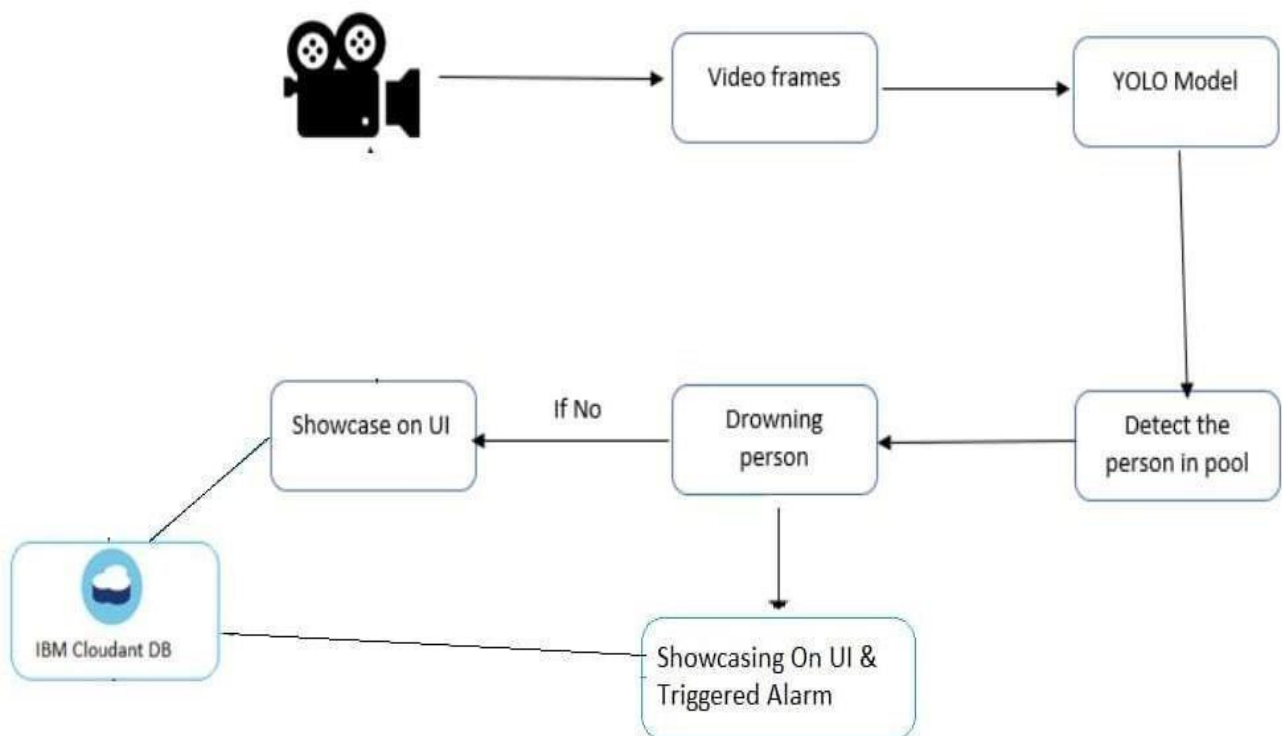 Video frames
YOLO Model
Showcase on UI
If No
Drowning
person
Detect the
person in pool
IBM Cloudant DB
Showcasing On UI &
Triggered Alarm